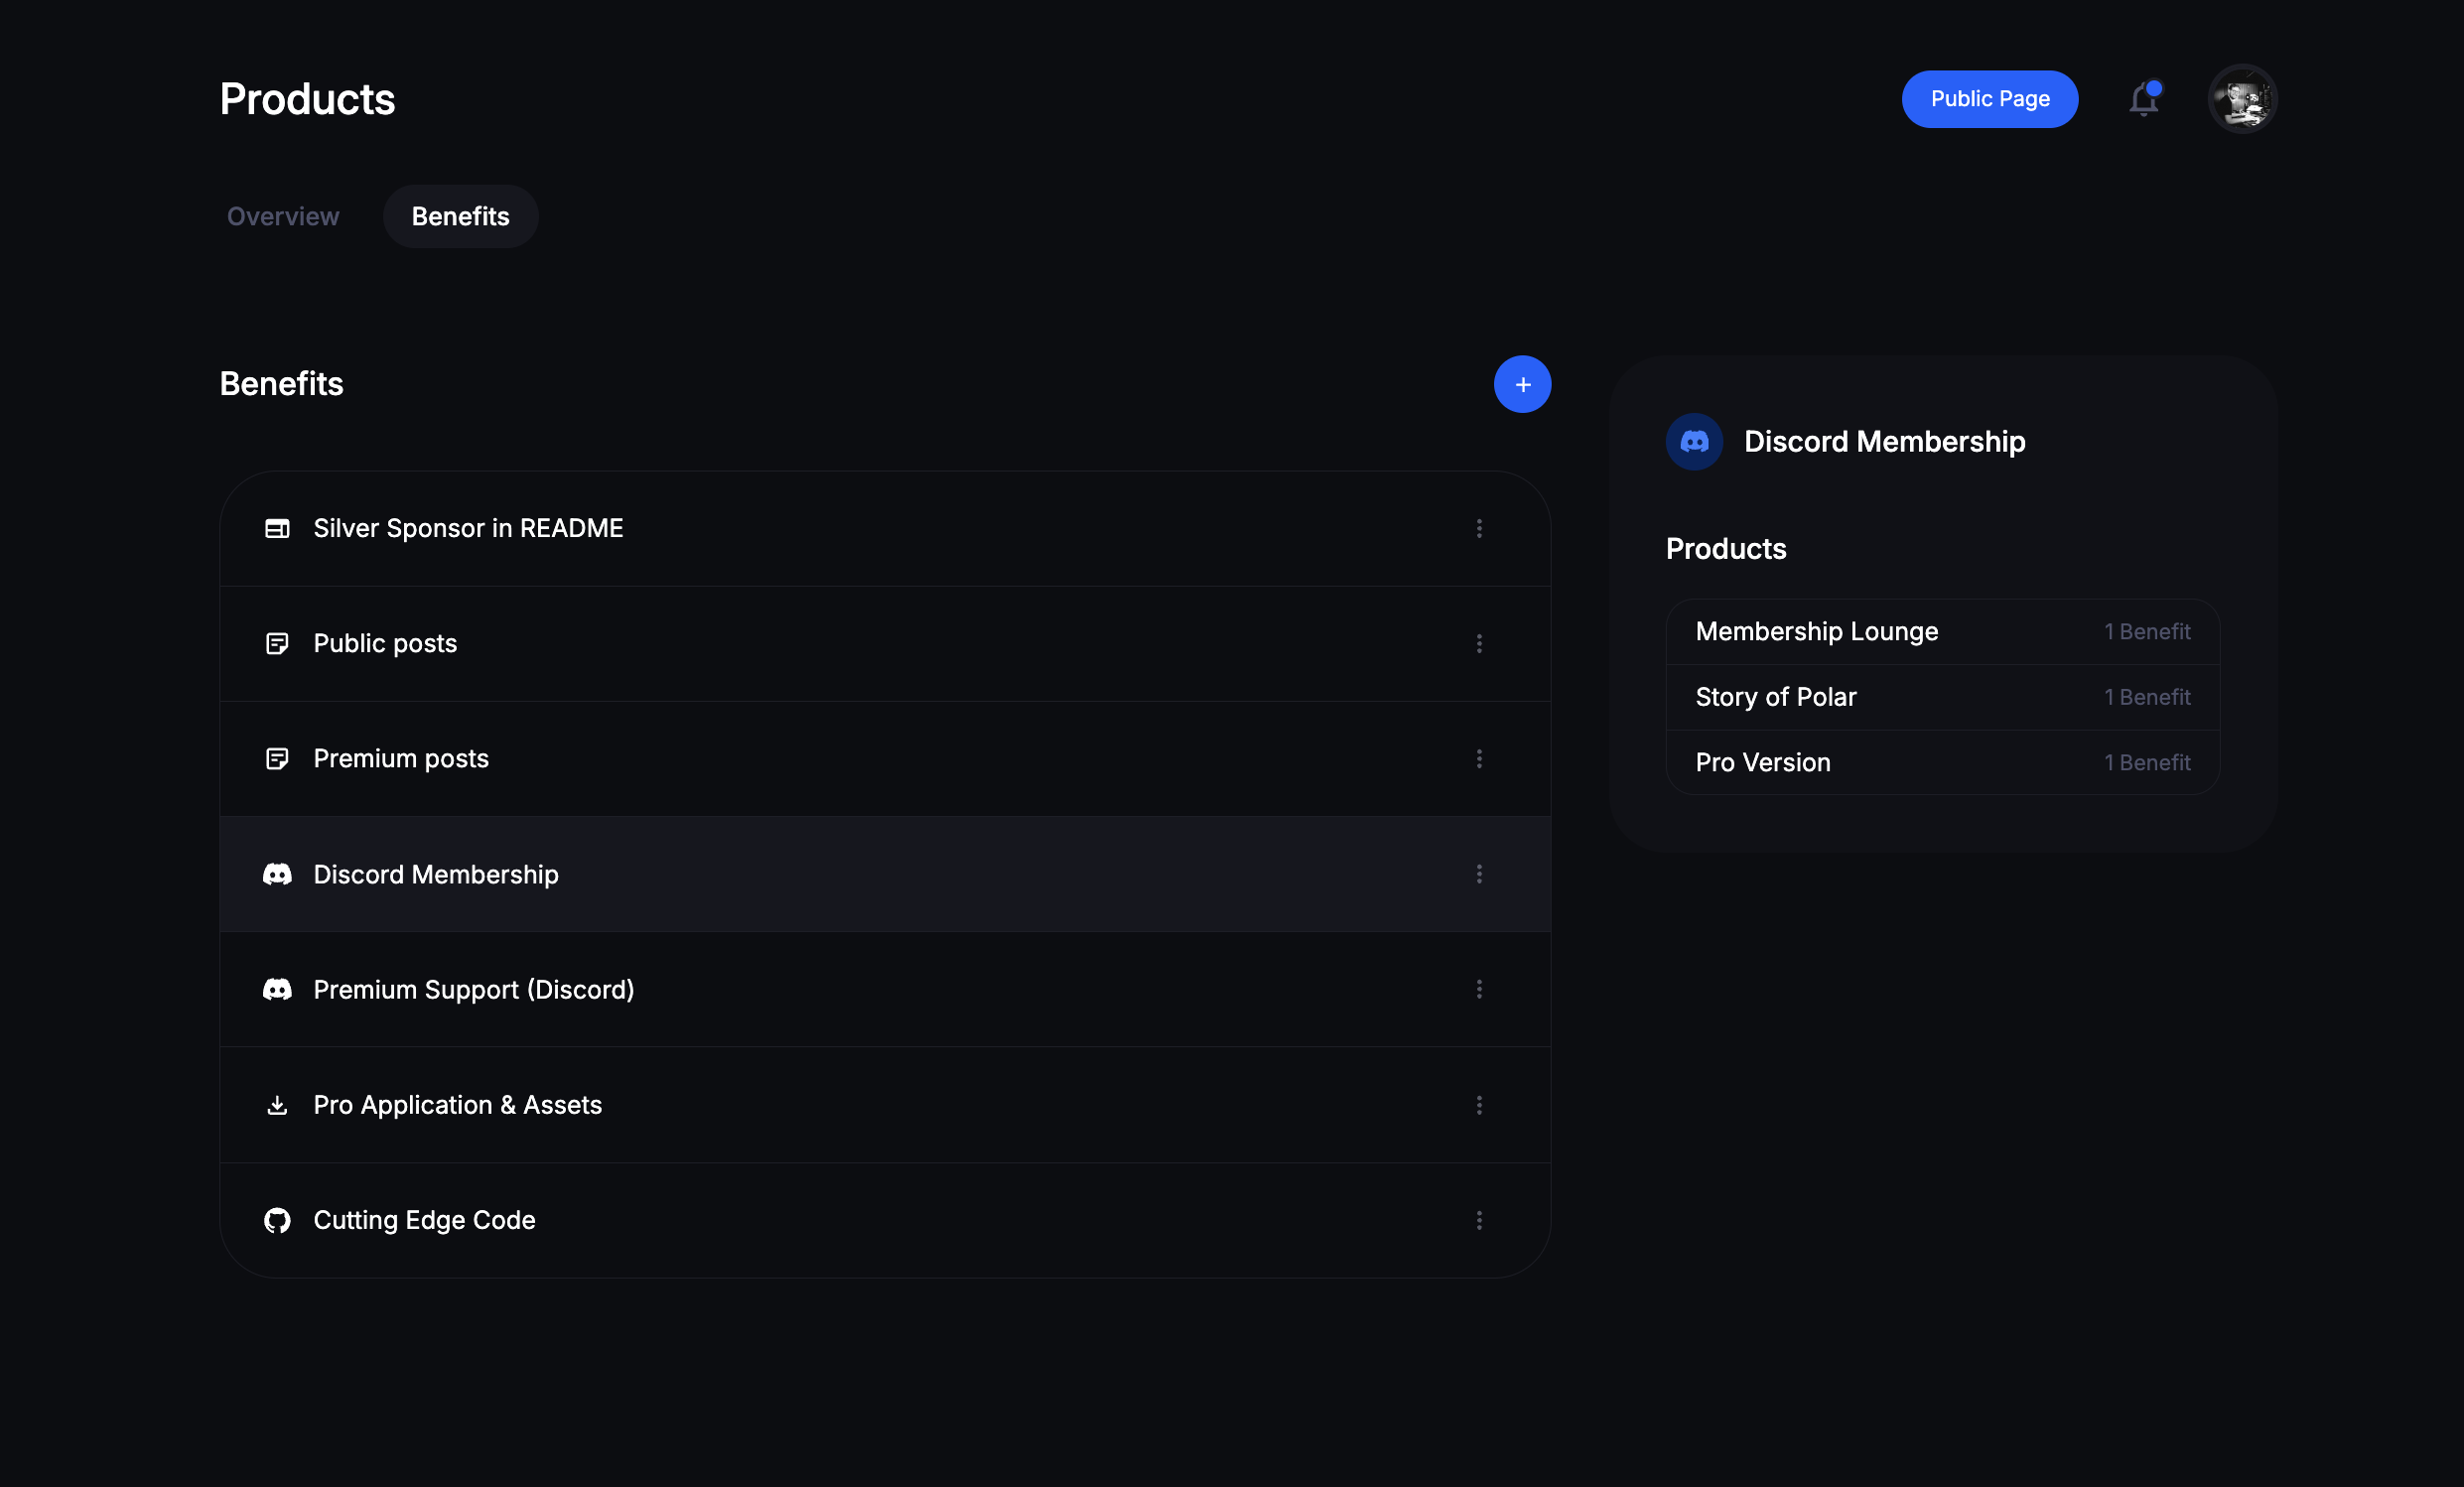 Products
Public Page
Overview
Benefits
Benefits
+
Silver Sponsor in README
Public posts
Premium posts
Discord Membership
Premium Support (Discord)
Pro Application & Assets
Cutting Edge Code
Discord Membership
Products
Membership Lounge 1 Benefit
Story of Polar 1 Benefit
Pro Version 1 Benefit